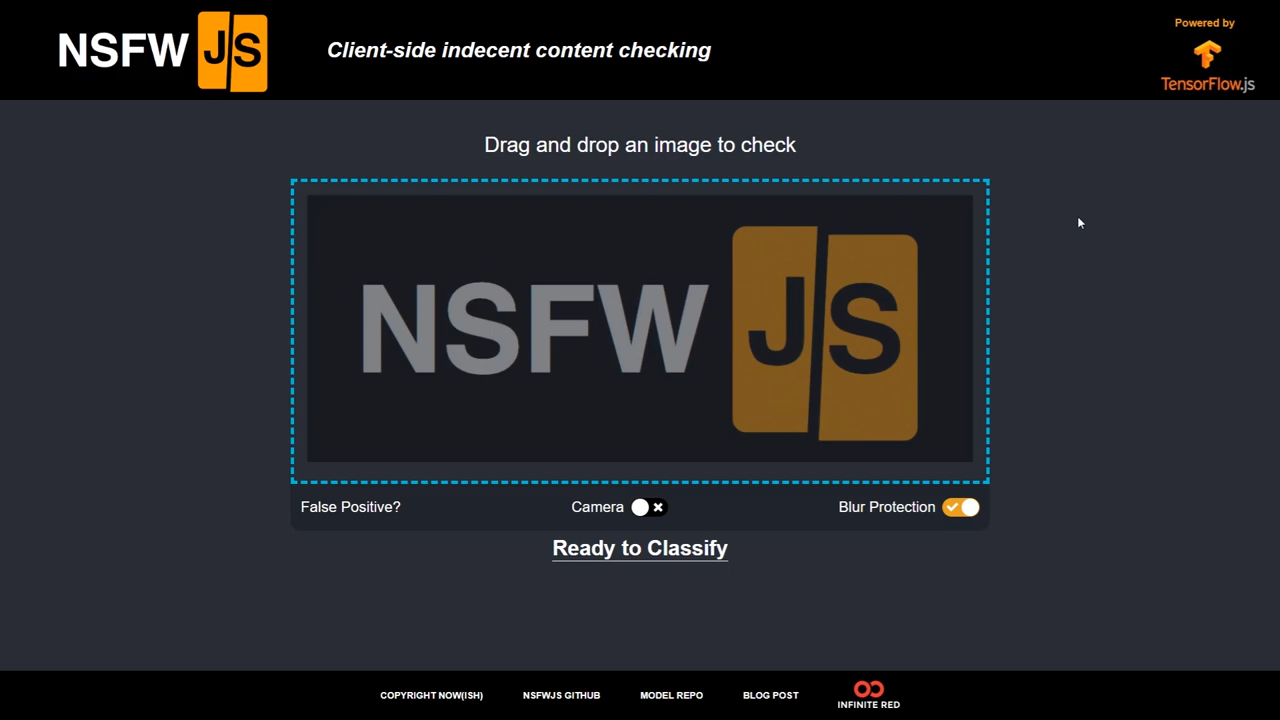 NSFW JS
Client-side indecent content checking
Powered by
TensorFlow.js
Drag and drop an image to check
NSFW JS
False Positive?
Camera
Blur Protection
Ready to Classify
COPYRIGHT NOW(ISH)
NSFWJS GITHUB
MODEL REPO
BLOG POST
INFINITE RED